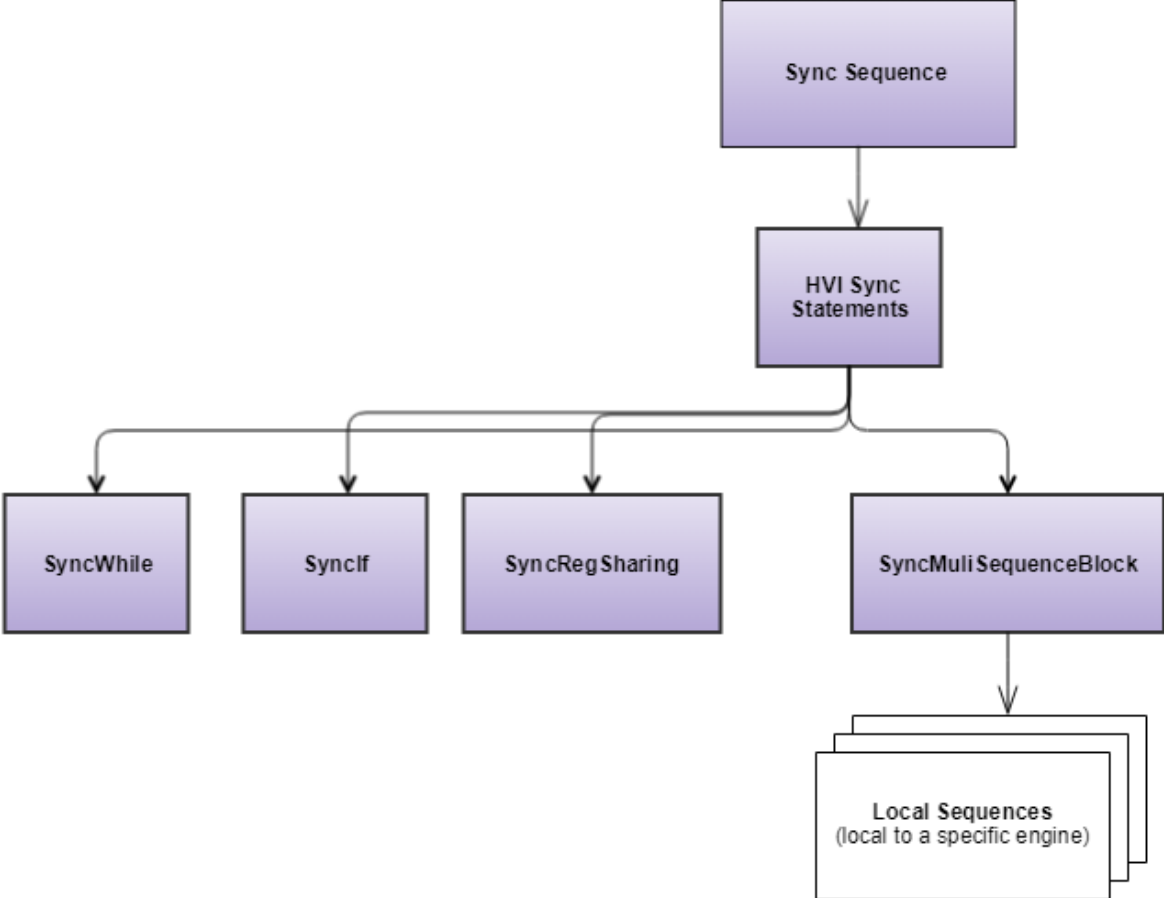 Sync Sequence
HVI Sync
Statements
SyncWhile
SyncIf
SyncRegSharing
SyncMuliSequenceBlock
Local Sequences
(local to a specific engine)